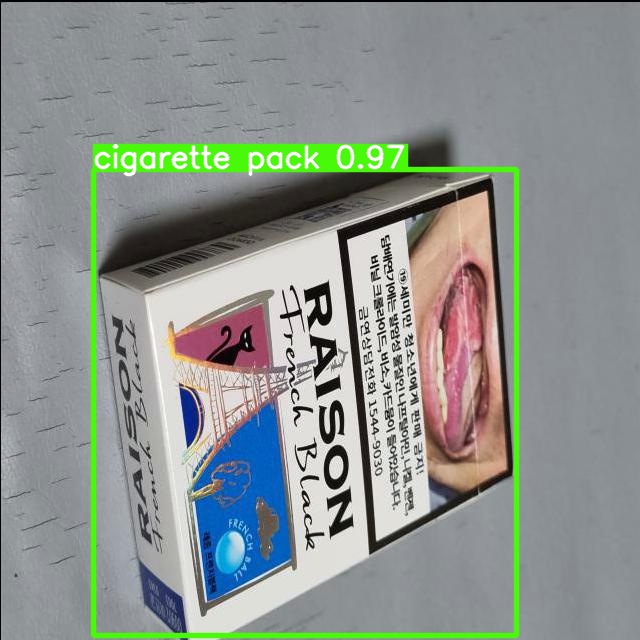 cigarette pack 0.97
RAISON
French Black
RAISON
French Black
FRENCH BALL
⑲세 미만 청소년에게 판매 금지!
담배연기에는 발암성 물질인 나프틸아민, 니켈, 벤젠,
비닐 크롤라이드, 비소, 카드뮴이 들어있습니다.
금연상담전화 1544-9030